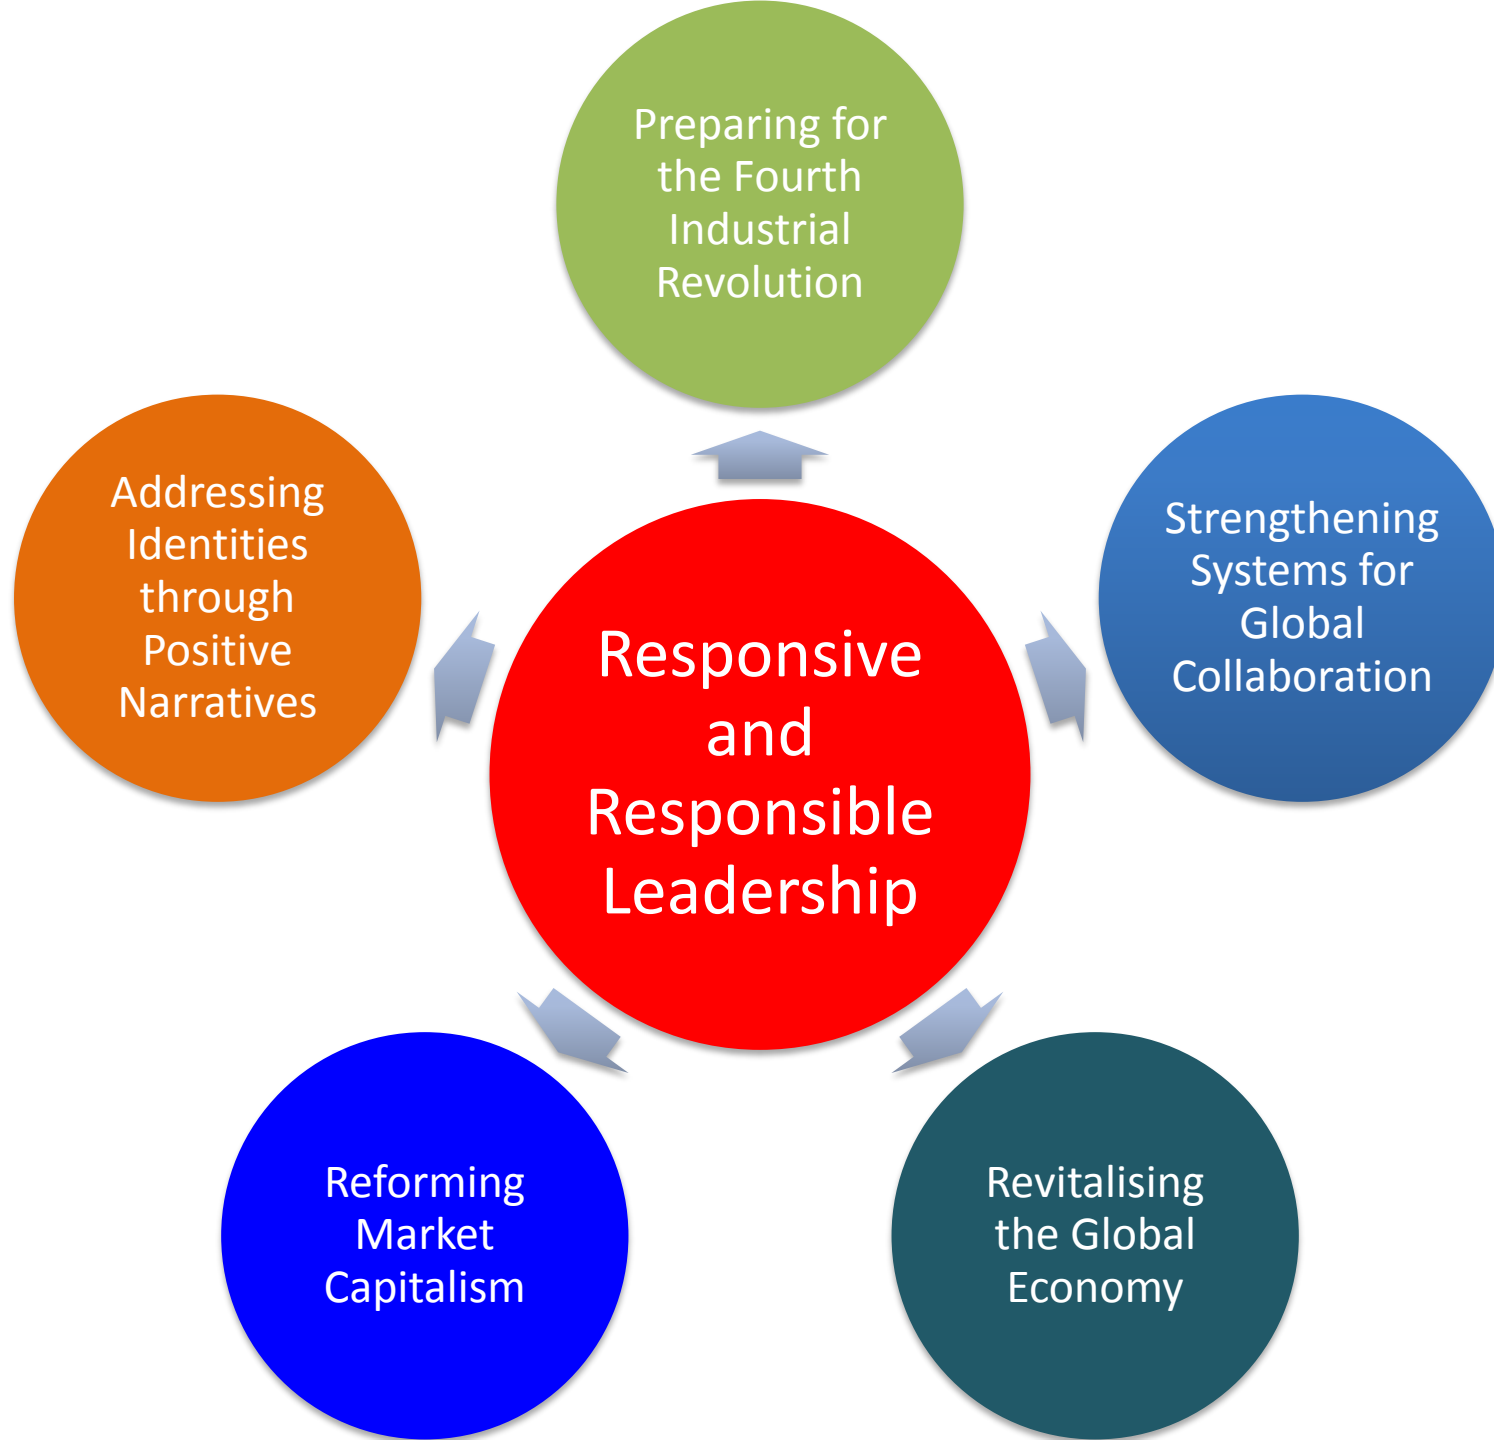 Preparing for
the Fourth
Industrial
Revolution
Addressing
Identities
through
Positive
Narratives
Strengthening
Systems for
Global
Collaboration
Responsive
and
Responsible
Leadership
Reforming
Market
Capitalism
Revitalising
the Global
Economy